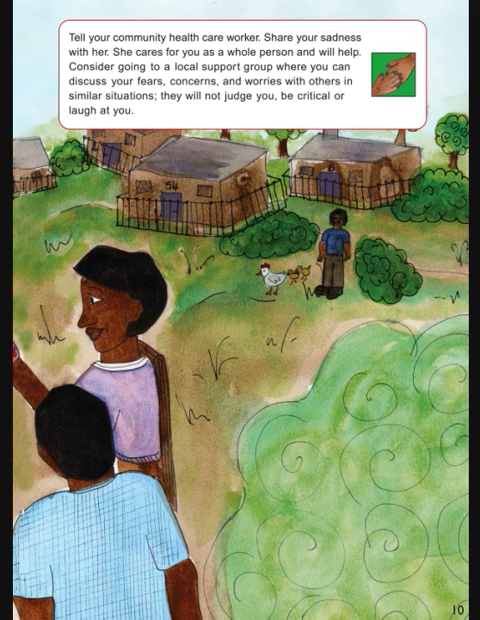 Tell your community health care worker. Share your sadness
with her. She cares for you as a whole person and will help.
Consider going to a local support group where you can
discuss your fears, concerns, and worries with others in
similar situations; they will not judge you, be critical or
laugh at you.
54
10